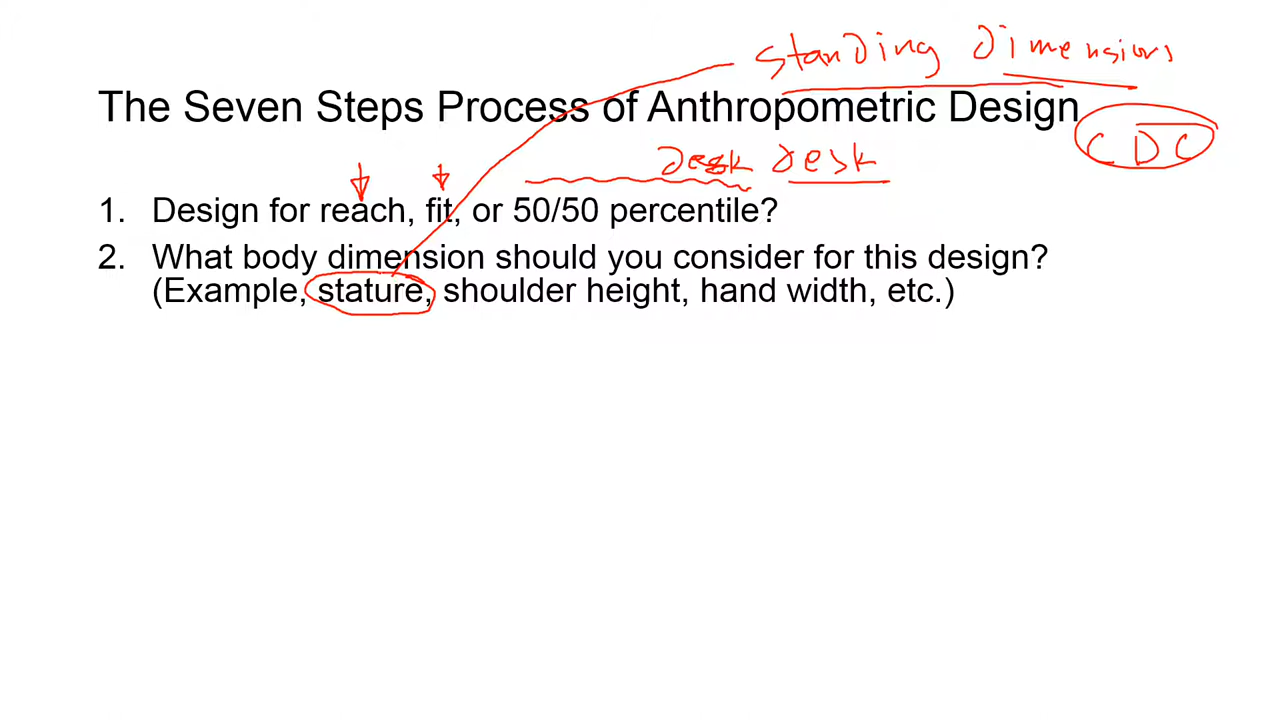 standing dimensions
The Seven Steps Process of Anthropometric Design
CDC
desk desk
1. Design for reach, fit, or 50/50 percentile?
2. What body dimension should you consider for this design?
(Example, stature, shoulder height, hand width, etc.)